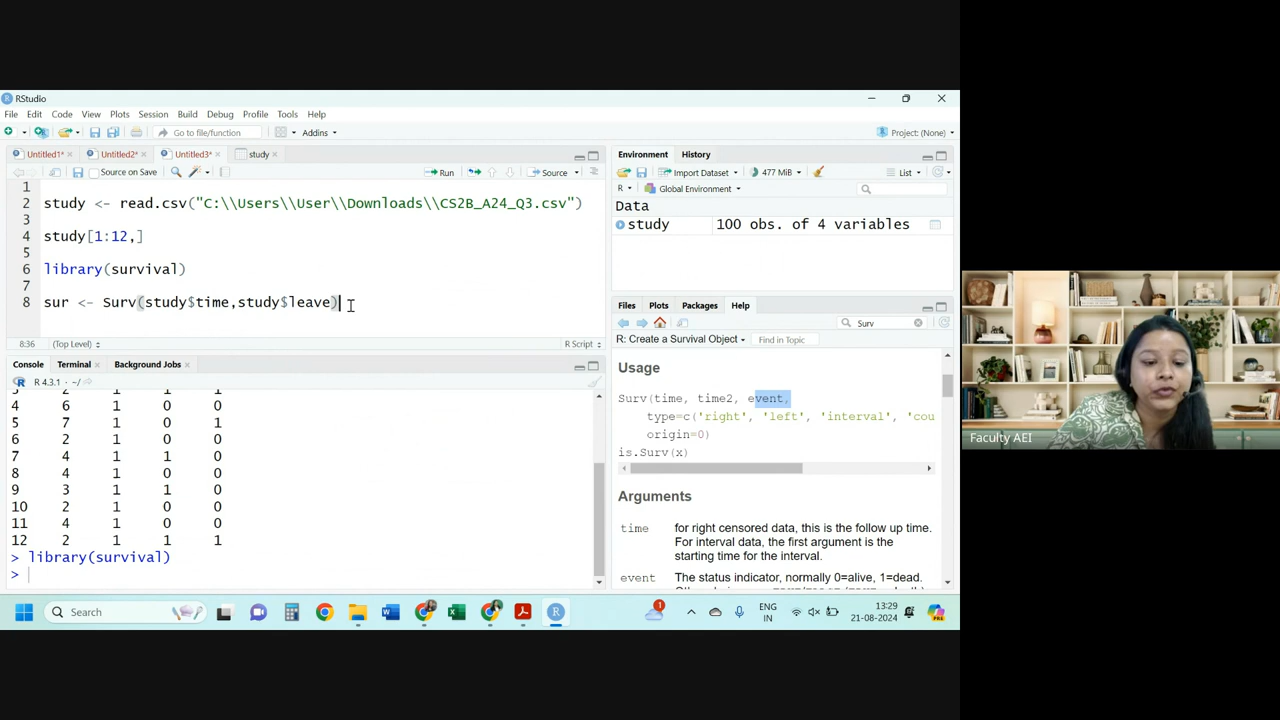 RStudio
File Edit Code View Plots Session Build Debug Profile Tools Help
Go to file/function Addins Project: (None)
Untitled1* Untitled2* Untitled3* study
Source on Save Run Source
1
2 study <- read.csv("C:\\Users\\User\\Downloads\\CS2B_A24_Q3.csv")
3
4 study[1:12,]
5
6 library(survival)
7
8 sur <- Surv(study$time,study$leave)
8:36 (Top Level) R Script
Console Terminal Background Jobs
R 4.3.1 · ~/
4 6 1 0 0
5 7 1 0 1
6 2 1 0 0
7 4 1 1 0
8 4 1 0 0
9 3 1 1 0
10 2 1 0 0
11 4 1 0 0
12 2 1 1 1
> library(survival)
>
Environment History
Import Dataset 477 MiB List
R Global Environment
Data
study 100 obs. of 4 variables
Files Plots Packages Help
Surv
R: Create a Survival Object Find in Topic
Usage
Surv(time, time2, event,
type=c('right', 'left', 'interval', 'cou
origin=0)
is.Surv(x)
Arguments
time for right censored data, this is the follow up time.
For interval data, the first argument is the
starting time for the interval.
event The status indicator, normally 0=alive, 1=dead.
Faculty AEI
Search
1
ENG
IN
13:29
21-08-2024